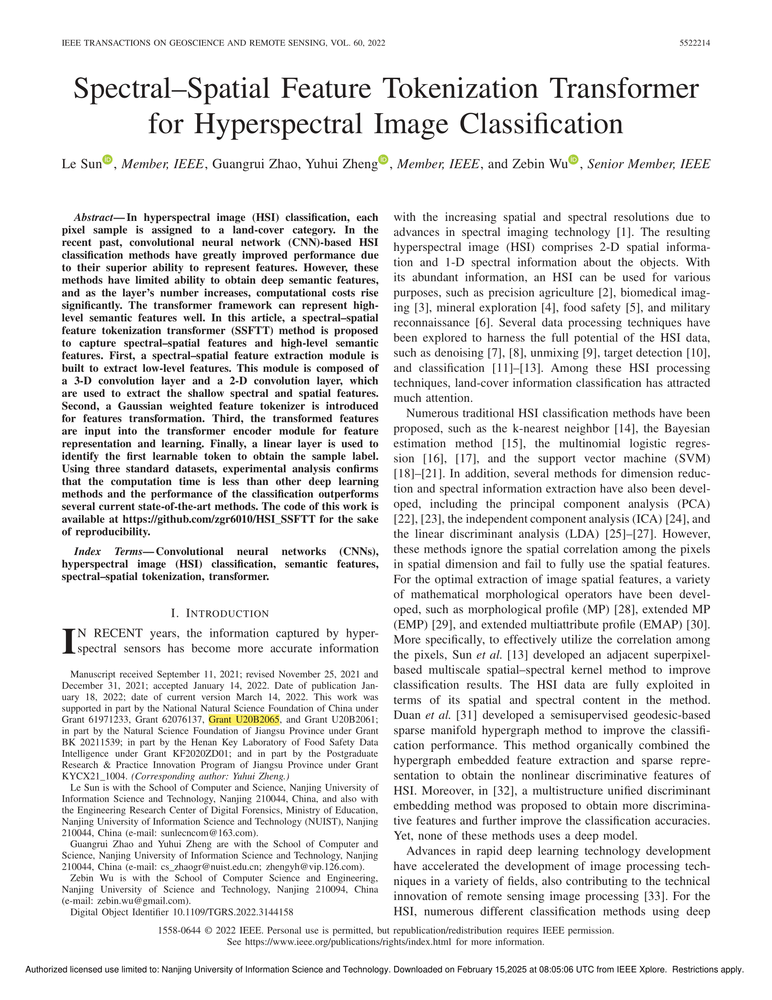 IEEE TRANSACTIONS ON GEOSCIENCE AND REMOTE SENSING, VOL. 60, 2022
5522214
Spectral–Spatial Feature Tokenization Transformer
for Hyperspectral Image Classification
Le Sun, Member, IEEE, Guangrui Zhao, Yuhui Zheng, Member, IEEE, and Zebin Wu, Senior Member, IEEE
Abstract—In hyperspectral image (HSI) classification, each
pixel sample is assigned to a land-cover category. In the
recent past, convolutional neural network (CNN)-based HSI
classification methods have greatly improved performance due
to their superior ability to represent features. However, these
methods have limited ability to obtain deep semantic features,
and as the layer's number increases, computational costs rise
significantly. The transformer framework can represent high-
level semantic features well. In this article, a spectral–spatial
feature tokenization transformer (SSFTT) method is proposed
to capture spectral–spatial features and high-level semantic
features. First, a spectral–spatial feature extraction module is
built to extract low-level features. This module is composed of
a 3-D convolution layer and a 2-D convolution layer, which
are used to extract the shallow spectral and spatial features.
Second, a Gaussian weighted feature tokenizer is introduced
for features transformation. Third, the transformed features
are input into the transformer encoder module for feature
representation and learning. Finally, a linear layer is used to
identify the first learnable token to obtain the sample label.
Using three standard datasets, experimental analysis confirms
that the computation time is less than other deep learning
methods and the performance of the classification outperforms
several current state-of-the-art methods. The code of this work is
available at https://github.com/zgr6010/HSI_SSFTT for the sake
of reproducibility.
Index Terms—Convolutional neural networks (CNNs),
hyperspectral image (HSI) classification, semantic features,
spectral–spatial tokenization, transformer.
I. INTRODUCTION
IN RECENT years, the information captured by hyper-
spectral sensors has become more accurate information
Manuscript received September 11, 2021; revised November 25, 2021 and
December 31, 2021; accepted January 14, 2022. Date of publication Jan-
uary 18, 2022; date of current version March 14, 2022. This work was
supported in part by the National Natural Science Foundation of China under
Grant 61971233, Grant 62076137, Grant U20B2065, and Grant U20B2061;
in part by the Natural Science Foundation of Jiangsu Province under Grant
BK 20211539; in part by the Henan Key Laboratory of Food Safety Data
Intelligence under Grant KF2020ZD01; and in part by the Postgraduate
Research & Practice Innovation Program of Jiangsu Province under Grant
KYCX21_1004. (Corresponding author: Yuhui Zheng.)
Le Sun is with the School of Computer and Science, Nanjing University of
Information Science and Technology, Nanjing 210044, China, and also with
the Engineering Research Center of Digital Forensics, Ministry of Education,
Nanjing University of Information Science and Technology (NUIST), Nanjing
210044, China (e-mail: sunlecncom@163.com).
Guangrui Zhao and Yuhui Zheng are with the School of Computer and
Science, Nanjing University of Information Science and Technology, Nanjing
210044, China (e-mail: cs_zhaogr@nuist.edu.cn; zhengyh@vip.126.com).
Zebin Wu is with the School of Computer Science and Engineering,
Nanjing University of Science and Technology, Nanjing 210094, China
(e-mail: zebin.wu@gmail.com).
Digital Object Identifier 10.1109/TGRS.2022.3144158
with the increasing spatial and spectral resolutions due to
advances in spectral imaging technology [1]. The resulting
hyperspectral image (HSI) comprises 2-D spatial informa-
tion and 1-D spectral information about the objects. With
its abundant information, an HSI can be used for various
purposes, such as precision agriculture [2], biomedical imag-
ing [3], mineral exploration [4], food safety [5], and military
reconnaissance [6]. Several data processing techniques have
been explored to harness the full potential of the HSI data,
such as denoising [7], [8], unmixing [9], target detection [10],
and classification [11]–[13]. Among these HSI processing
techniques, land-cover information classification has attracted
much attention.
Numerous traditional HSI classification methods have been
proposed, such as the k-nearest neighbor [14], the Bayesian
estimation method [15], the multinomial logistic regres-
sion [16], [17], and the support vector machine (SVM)
[18]–[21]. In addition, several methods for dimension reduc-
tion and spectral information extraction have also been devel-
oped, including the principal component analysis (PCA)
[22], [23], the independent component analysis (ICA) [24], and
the linear discriminant analysis (LDA) [25]–[27]. However,
these methods ignore the spatial correlation among the pixels
in spatial dimension and fail to fully use the spatial features.
For the optimal extraction of image spatial features, a variety
of mathematical morphological operators have been devel-
oped, such as morphological profile (MP) [28], extended MP
(EMP) [29], and extended multiattribute profile (EMAP) [30].
More specifically, to effectively utilize the correlation among
the pixels, Sun et al. [13] developed an adjacent superpixel-
based multiscale spatial–spectral kernel method to improve
classification results. The HSI data are fully exploited in
terms of its spatial and spectral content in the method.
Duan et al. [31] developed a semisupervised geodesic-based
sparse manifold hypergraph method to improve the classifi-
cation performance. This method organically combined the
hypergraph embedded feature extraction and sparse repre-
sentation to obtain the nonlinear discriminative features of
HSI. Moreover, in [32], a multistructure unified discriminant
embedding method was proposed to obtain more discrimina-
tive features and further improve the classification accuracies.
Yet, none of these methods uses a deep model.
Advances in rapid deep learning technology development
have accelerated the development of image processing tech-
niques in a variety of fields, also contributing to the technical
innovation of remote sensing image processing [33]. For the
HSI, numerous different classification methods using deep
1558-0644 © 2022 IEEE. Personal use is permitted, but republication/redistribution requires IEEE permission.
See https://www.ieee.org/publications/rights/index.html for more information.
Authorized licensed use limited to: Nanjing University of Information Science and Technology. Downloaded on February 15,2025 at 08:05:06 UTC from IEEE Xplore. Restrictions apply.